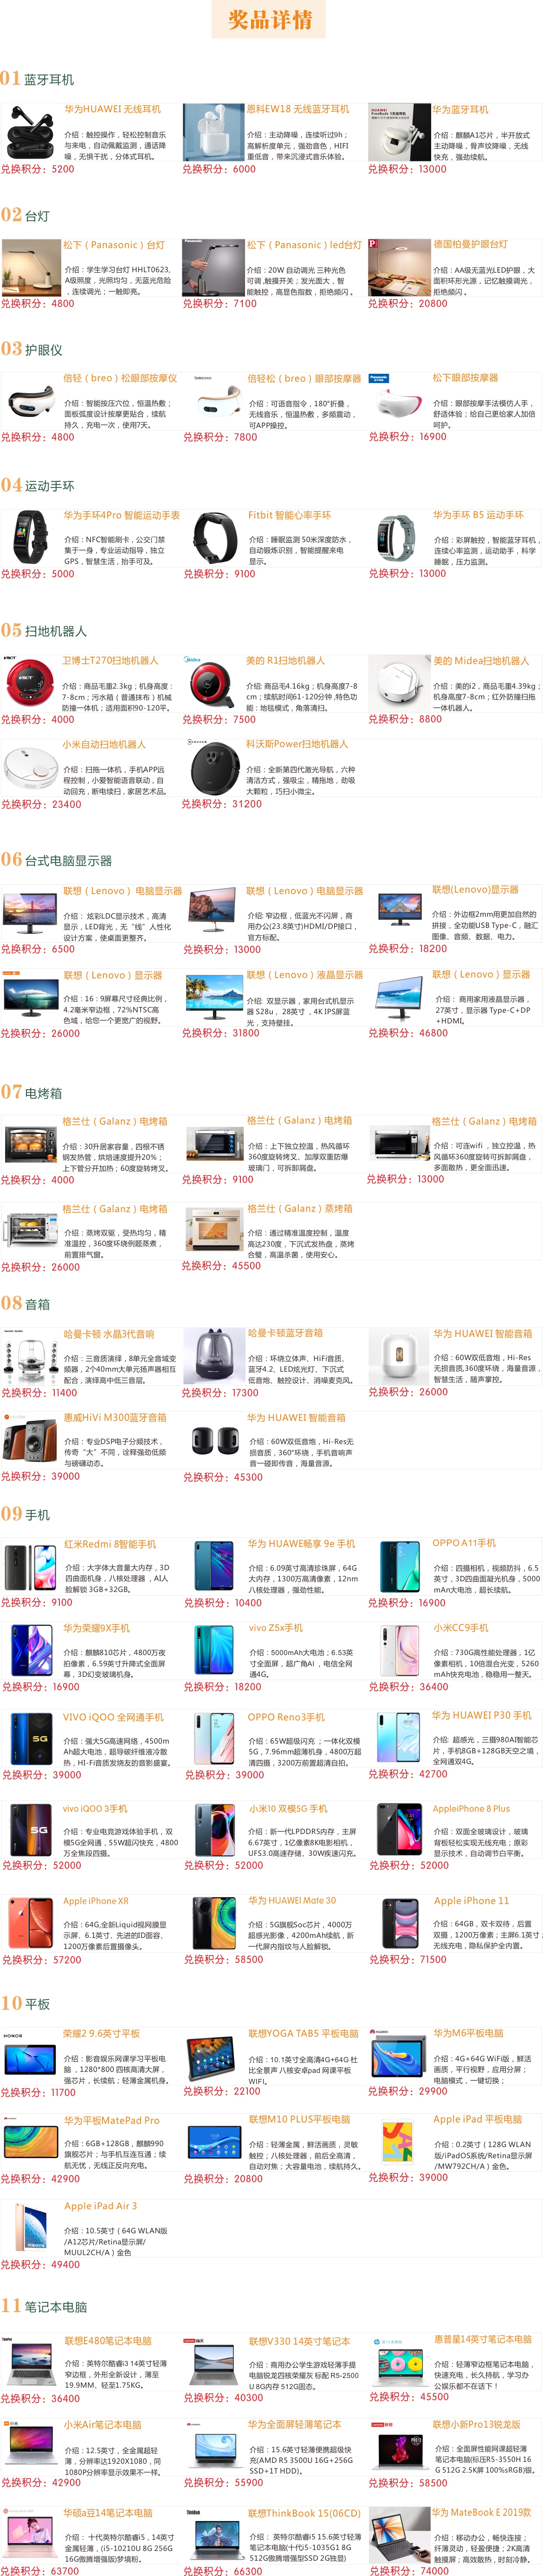 奖品详情
01 蓝牙耳机
华为HUAWEI 无线耳机
介绍：触控操作，轻松控制音乐
与来电，自动佩戴监测，通话降
噪，无惧干扰，分体式耳机。
兑换积分：5200
恩科EW18 无线蓝牙耳机
介绍：主动降噪，连续听过9h；
高解析度单元，强劲音色，HIFI
重低音，带来沉浸式音乐体验。
兑换积分：6000
华为蓝牙耳机
介绍：麒麟A1芯片，半开放式
主动降噪，骨声纹降噪，无线
快充，强劲续航。
兑换积分：13000
02 台灯
松下（Panasonic）台灯
介绍：学生学习台灯 HHLT0623,
A级照度，光照均匀，无蓝光危险
，连续调光；一触即亮。
兑换积分：4800
松下（Panasonic）led台灯
介绍：20W 自动调光 三种光色
可调 ,触摸开关；发光面大，智
能触控，高显色指数，拒绝频闪 。
兑换积分：7100
德国柏曼护眼台灯
介绍：AA级无蓝光LED护眼，大
面积环形光源，记忆触摸调光，
拒绝频闪 。
兑换积分：20800
03 护眼仪
倍轻（breo）松眼部按摩仪
介绍：智能按压穴位，恒温热敷；
面板弧度设计按摩更贴合，续航
持久，充电一次，使用7天。
兑换积分：4800
倍轻松（breo）眼部按摩器
介绍：可语音指令，180°折叠，
无线音乐，恒温热敷，多频震动，
可APP操控。
兑换积分：7800
松下眼部按摩器
介绍：眼部按摩手法模仿人手，
舒适体验；给自己更给家人加倍
呵护。
兑换积分：16900
04 运动手环
华为手环4Pro 智能运动手表
介绍：NFC智能刷卡，公交门禁
集于一身，专业运动指导，独立
GPS，智慧生活，抬手可及。
兑换积分：5000
Fitbit 智能心率手环
介绍：睡眠监测 50米深度防水，
自动锻炼识别，智能提醒来电
显示。
兑换积分：9100
华为手环 B5 运动手环
介绍：彩屏触控，智能蓝牙耳机，
连续心率监测，运动助手，科学
睡眠，压力监测。
兑换积分：13000
05 扫地机器人
卫博士T270扫地机器人
介绍：商品毛重2.3kg；机身高度：
7-8cm；污水箱（普通抹布）机械
防撞一体机；适用面积90-120平。
兑换积分：4000
美的 R1扫地机器人
介绍: 商品毛4.16kg；机身高度7-8
cm；续航时间61-120分钟 ,特色功
能：地毯模式，角落清扫。
兑换积分：7500
美的 Midea扫地机器人
介绍：美的i2，商品毛重4.39kg；
机身高度7-8cm；红外防撞扫拖
一体机器人。
兑换积分：8800
小米自动扫地机器人
介绍：扫拖一体机，手机APP远
程控制，小爱智能语音联动，自
动回充，断电续扫，家居艺术品。
兑换积分：23400
科沃斯Power扫地机器人
介绍：全新第四代激光导航，六种
清洁方式，强吸尘，精拖地，劲吸
大颗粒，巧扫小微尘。
兑换积分：31200
06 台式电脑显示器
联想（Lenovo） 电脑显示器
介绍： 炫彩LDC显示技术，高清
显示，LED背光，无“线”人性化
设计方案，使桌面更整齐。
兑换积分：6500
联想（Lenovo）电脑显示器
介绍: 窄边框，低蓝光不闪屏，商
用办公(23.8英寸)HDMI/DP接口，
官方标配。
兑换积分：13000
联想(Lenovo)显示器
介绍：外边框2mm用更加自然的
拼接，全功能USB Type-C，融汇
图像、音频、数据、电力。
兑换积分：18200
联想（Lenovo）显示器
介绍：16：9屏幕尺寸经典比例，
4.2毫米窄边框，72%NTSC高
色域，给您一个更宽广的视野。
兑换积分：26000
联想（Lenovo）液晶显示器
介绍: 双显示器，家用台式机显示
器 S28u， 28英寸 ，4K IPS屏蓝
光，支持壁挂。
兑换积分：31800
联想（Lenovo）显示器
介绍： 商用家用液晶显示器，
27英寸，显示器 Type-C+DP
+HDMI。
兑换积分：46800
07 电烤箱
格兰仕（Galanz）电烤箱
介绍：30升居家容量，四根不锈
钢发热管，烘焙速度提升20%；
上下管分开加热；60度旋转烤叉。
兑换积分：4000
格兰仕（Galanz）电烤箱
介绍：上下独立控温，热风循环
360度旋转烤叉、加厚双重防爆
玻璃门，可拆卸屑盘。
兑换积分：9100
格兰仕（Galanz）电烤箱
介绍：可连wifi ，独立控温，热
风循环360度旋转可拆卸屑盘，
多面散热，更全面迅速。
兑换积分：13000
格兰仕（Galanz）电烤箱
介绍：蒸烤双驱，受热均匀，精
准温控，360度环绕例题蒸煮，
前置排气窗。
兑换积分：26000
格兰仕（Galanz）蒸烤箱
介绍：通过精准温度控制，温度
高达230度，下沉式发热盘，蒸烤
合璧，高温杀菌，使用安心。
兑换积分：45500
08 音箱
哈曼卡顿 水晶3代音响
介绍：三音质演绎，8单元全音域变
频器，2个40mm大单元扬声器相互
配合，演绎高中低三音层。
兑换积分：11400
哈曼卡顿蓝牙音箱
介绍：环绕立体声、HiFi音质、
蓝牙4.2，LED炫光灯、下沉式
低音炮、触控设计、消噪麦克风。
兑换积分：17300
华为 HUAWEI 智能音箱
介绍：60W双低音炮，Hi-Res
无损音质,360度环绕，海量音源，
智慧生活，随声掌控。
兑换积分：26000
惠威HiVi M300蓝牙音箱
介绍：专业DSP电子分频技术，
传奇“大”不同，诠释强劲低频
与磅礴动态。
兑换积分：39000
华为 HUAWEI 智能音箱
介绍：60W双低音炮，Hi-Res无
损音质，360°环绕，手机音响声
音一碰即传音，海量音源。
兑换积分：45300
09 手机
红米Redmi 8智能手机
介绍：大字体大音量大内存，3D
四曲面机身，八核处理器 ，AI人
脸解锁 3GB+32GB。
兑换积分：9100
华为 HUAWE畅享 9e 手机
介绍：6.09英寸高清珍珠屏，64G
大内存，1300万高清像素，12nm
八核处理器，强劲性能。
兑换积分：10400
OPPO A11手机
介绍：四摄相机，视频防抖，6.5
英寸，3D四曲面凝光机身，5000
mAn大电池，超长续航。
兑换积分：16900
华为荣耀9X手机
介绍：麒麟810芯片，4800万夜
拍像素，6.59英寸升降式全面屏
幕，3D幻变玻璃机身。
兑换积分：16900
vivo Z5x手机
介绍：5000mAh大电池；6.53英
寸全面屏，超广角AI ，电信全网
通4G。
兑换积分：18200
小米CC9手机
介绍：730G高性能处理器，1亿
像素相机，10倍混合光变，5260
mAh快充电池，稳稳用一整天。
兑换积分：36400
VIVO iQOO 全网通手机
介绍：强大5G高速网络，4500m
Ah超大电池，超导碳纤维液冷散
热，HI-Fi音质发烧友的音影盛宴。
兑换积分：39000
OPPO Reno3手机
介绍：65W超级闪充 ；一体化双模
5G，7.96mm超薄机身，4800万超
清四摄，3200万前置超清自拍。
兑换积分：39000
华为 HUAWEI P30 手机
介绍: 超感光，三摄980AI智能芯
片，手机8GB+128GB天空之境，
全网通双4G。
兑换积分：42700
vivo iQOO 3手机
介绍：专业电竞游戏体验手机，双
模5G全网通，55W超闪快充，4800
万全焦段四摄。
兑换积分：52000
小米10 双模5G 手机
介绍：新一代LPDDR5内存，主屏
6.67英寸，1亿像素8K电影相机，
UFS3.0高速存储、30W疾速闪充。
兑换积分：52000
AppleiPhone 8 Plus
介绍：双面全玻璃设计，玻璃
背板轻松实现无线充电；原彩
显示技术，自动调节白平衡。
兑换积分：52000
Apple iPhone XR
介绍：64G,全新Liquid视网膜显
示屏、6.1英寸，先进的ID面容、
1200万像素后置摄像头。
兑换积分：57200
华为 HUAWEI Mate 30
介绍：5G旗舰Soc芯片，4000万
超感光影像，4200mAh续航，新
一代屏内指纹与人脸解锁。
兑换积分：58500
Apple iPhone 11
介绍：64GB，双卡双待，后置
双摄，1200万像素；主屏6.1英寸；
无线充电，隐私保护全内置。
兑换积分：71500
10 平板
荣耀2 9.6英寸平板
介绍：影音娱乐网课学习平板电
脑 ，1280*800 四核高清大屏，
强芯片，长续航；轻薄金属机身。
兑换积分：11700
联想YOGA TAB5 平板电脑
介绍：10.1英寸全高清4G+64G 杜
比全景声 八核安卓pad 网课平板
WIFI。
兑换积分：22100
华为M6平板电脑
介绍，4G+64G WiFi版，鲜活
画质，平行视野，应用分屏；
电脑模式，一键切换；
兑换积分：29900
华为平板MatePad Pro
介绍：6GB+128GB，麒麟990
旗舰芯片；与手机互连互通；续
航无忧，无线正反向充电。
兑换积分：42900
联想M10 PLUS平板电脑
介绍：轻薄金属，鲜活画质，灵敏
触控；八核处理器，前后全高清，
自动对焦；大容量电池，续航持久。
兑换积分：20800
Apple iPad 平板电脑
介绍：0.2英寸（128G WLAN
版/iPadOS系统/Retina显示屏
/MW792CH/A）金色。
兑换积分：39000
Apple iPad Air 3
介绍：10.5英寸（64G WLAN版
/A12芯片/Retina显示屏/
MUUL2CH/A）金色
兑换积分：49400
11 笔记本电脑
联想E480笔记本电脑
介绍：英特尔酷睿i3 14英寸轻薄
窄边框，外形全新设计，薄至
19.9MM、轻至1.75KG。
兑换积分：36400
联想V330 14英寸笔记本
介绍：商用办公学生游戏轻薄手提
电脑锐龙四核荣耀灰 标配 R5-2500
U 8G内存 512G固态。
兑换积分：40300
惠普星14英寸笔记本电脑
介绍：轻薄窄边框笔记本电脑，
快速充电，长久持航，学习办
公娱乐都不在话下！
兑换积分：45500
小米Air笔记本电脑
介绍：12.5英寸，全金属超轻
薄，分辨率达1920X1080，同
1080P分辨率显示效果不一样。
兑换积分：42900
华为全面屏轻薄笔记本
介绍：15.6英寸轻薄便携超级快
充(AMD R5 3500U 16G+256G
SSD+1T HDD)。
兑换积分：55900
联想小新Pro13锐龙版
介绍：全面屏性能网课超轻薄
笔记本电脑(标压R5-3550H 16
G 512G 2.5K屏 100%sRGB)银。
兑换积分：58500
华硕a豆14笔记本电脑
介绍： 十代英特尔酷睿i5，14英寸
金属轻薄，(i5-10210U 8G 256G
16G傲腾增强版)梦境粉。
兑换积分：63700
联想ThinkBook 15(06CD)
介绍： 英特尔酷睿i5 15.6英寸轻薄
笔记本电脑(十代i5-1035G1 8G
512G傲腾增强型SSD 2G独显)
兑换积分：66300
华为 MateBook E 2019款
介绍：移动办公，畅快连接；
纤薄灵动，轻盈便捷；2K高清
触摸屏；高效散热，时刻冷静。
兑换积分：74000